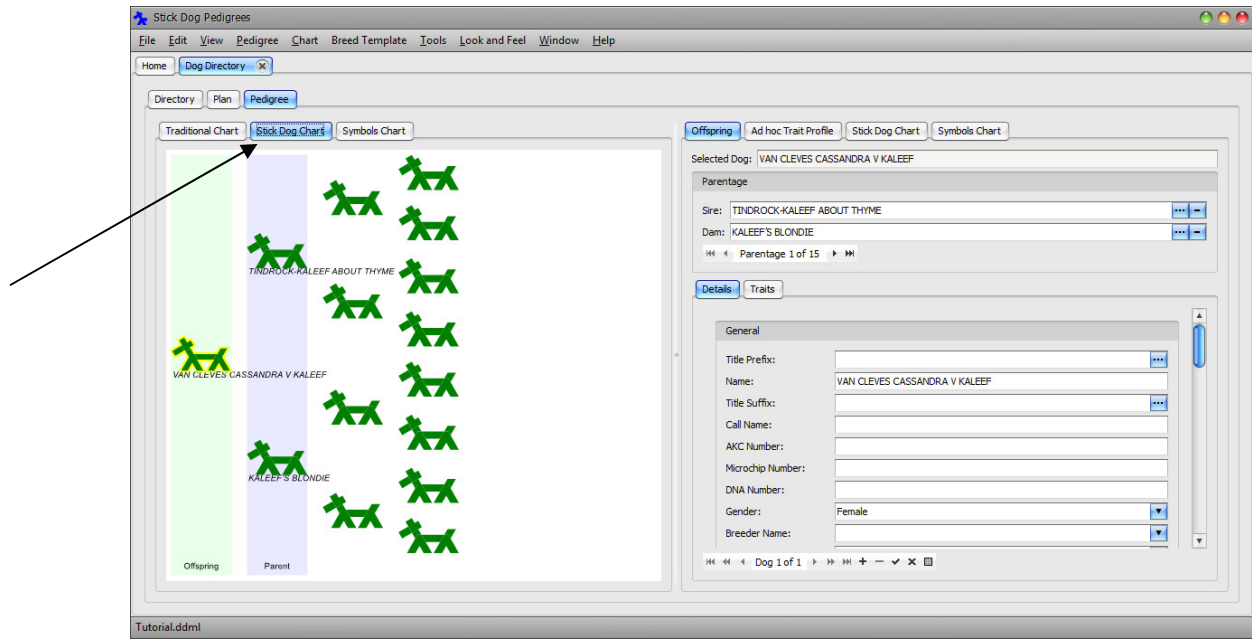 Stick Dog Pedigrees
File Edit View Pedigree Chart Breed Template Tools Look and Feel Window Help
Home Dog Directory
Directory Plan Pedigree
Traditional Chart Stick Dog Chart Symbols Chart
TINDROCK-KALEEF ABOUT THYME
VAN CLEVES CASSANDRA V KALEEF
KALEEF'S BLONDIE
Offspring Parent
Offspring Ad hoc Trait Profile Stick Dog Chart Symbols Chart
Selected Dog: VAN CLEVES CASSANDRA V KALEEF
Parentage
Sire: TINDROCK-KALEEF ABOUT THYME
Dam: KALEEF'S BLONDIE
Parentage 1 of 15
Details Traits
General
Title Prefix:
Name: VAN CLEVES CASSANDRA V KALEEF
Title Suffix:
Call Name:
AKC Number:
Microchip Number:
DNA Number:
Gender: Female
Breeder Name:
Dog 1 of 1
Tutorial.ddml